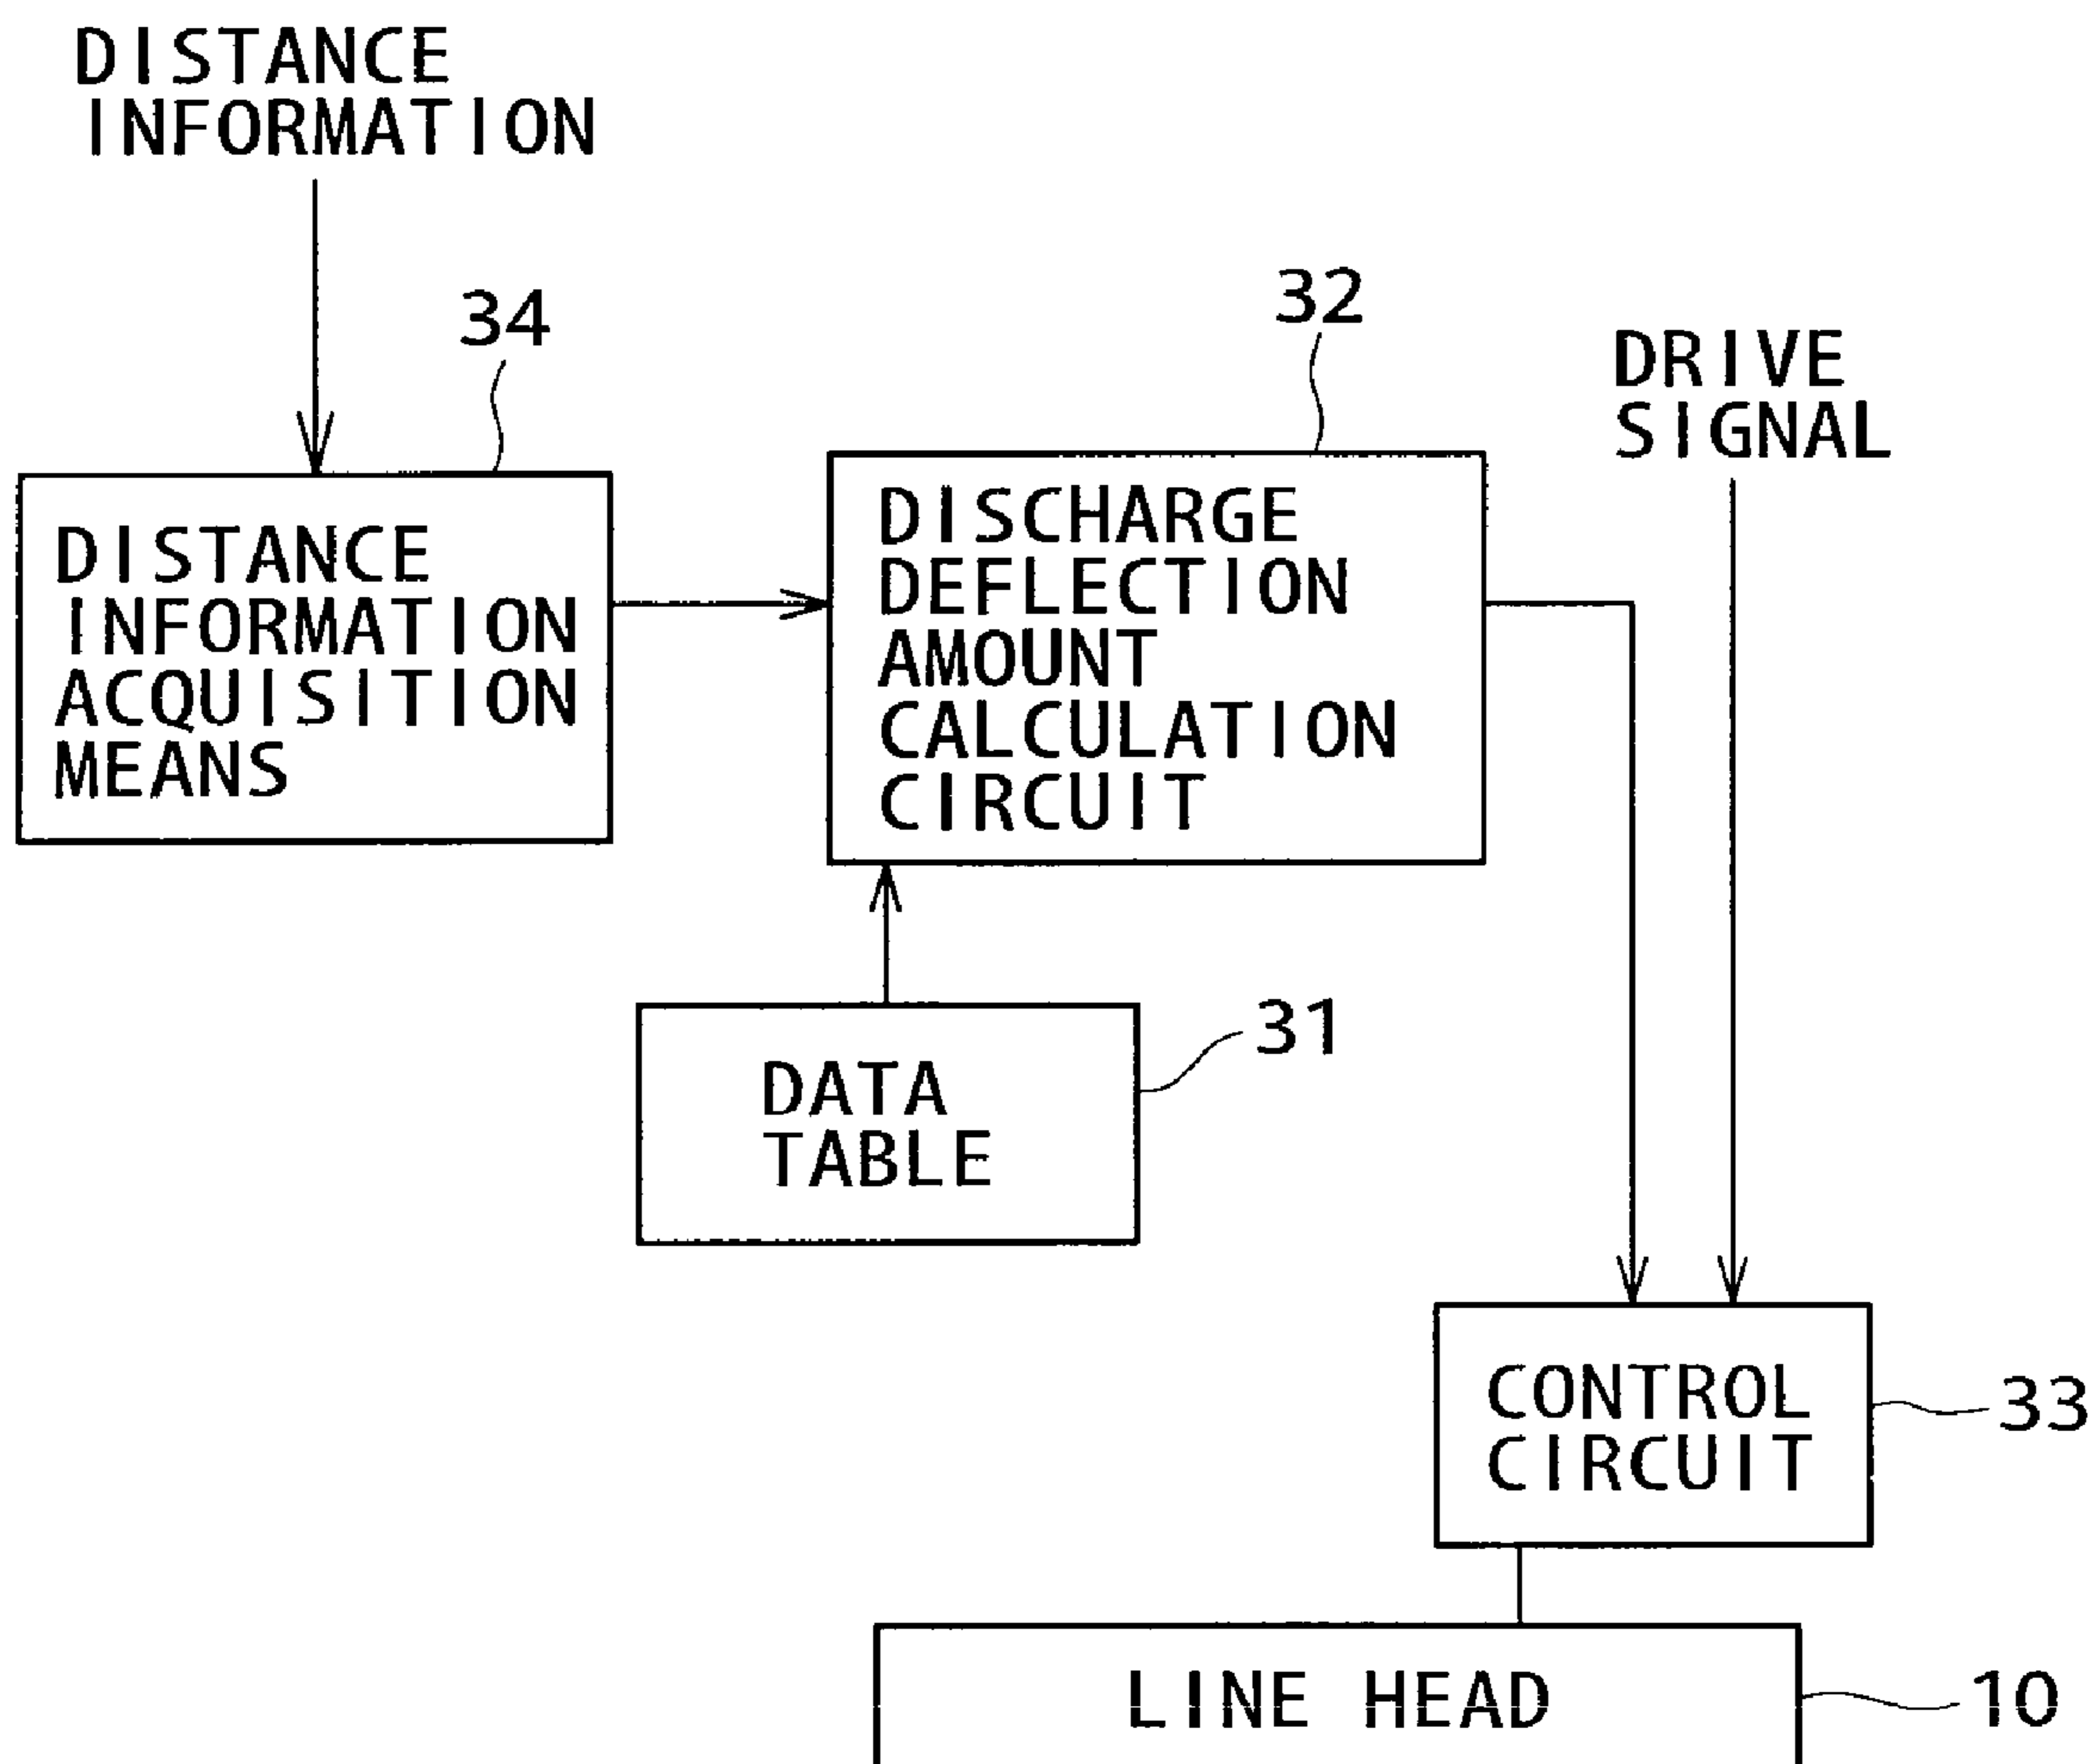 DISTANCE
INFORMATION
34
32
DRIVE
SIGNAL
DISTANCE
INFORMATION
ACQUISITION
MEANS
DISCHARGE
DEFLECTION
AMOUNT
CALCULATION
CIRCUIT
DATA
TABLE
31
CONTROL
CIRCUIT
33
LINE HEAD
10